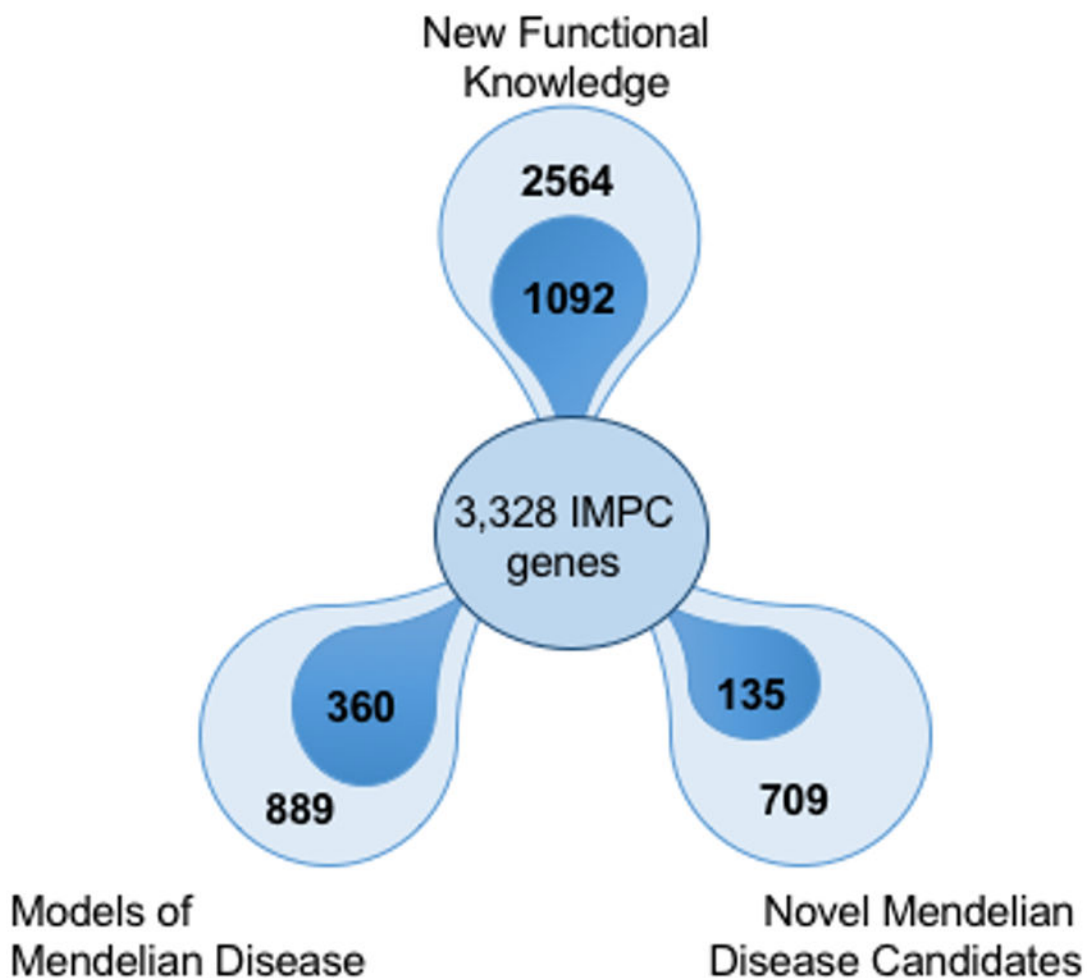 New Functional
Knowledge
2564
1092
3,328 IMPC
genes
360
889
135
709
Models of
Mendelian Disease
Novel Mendelian
Disease Candidates